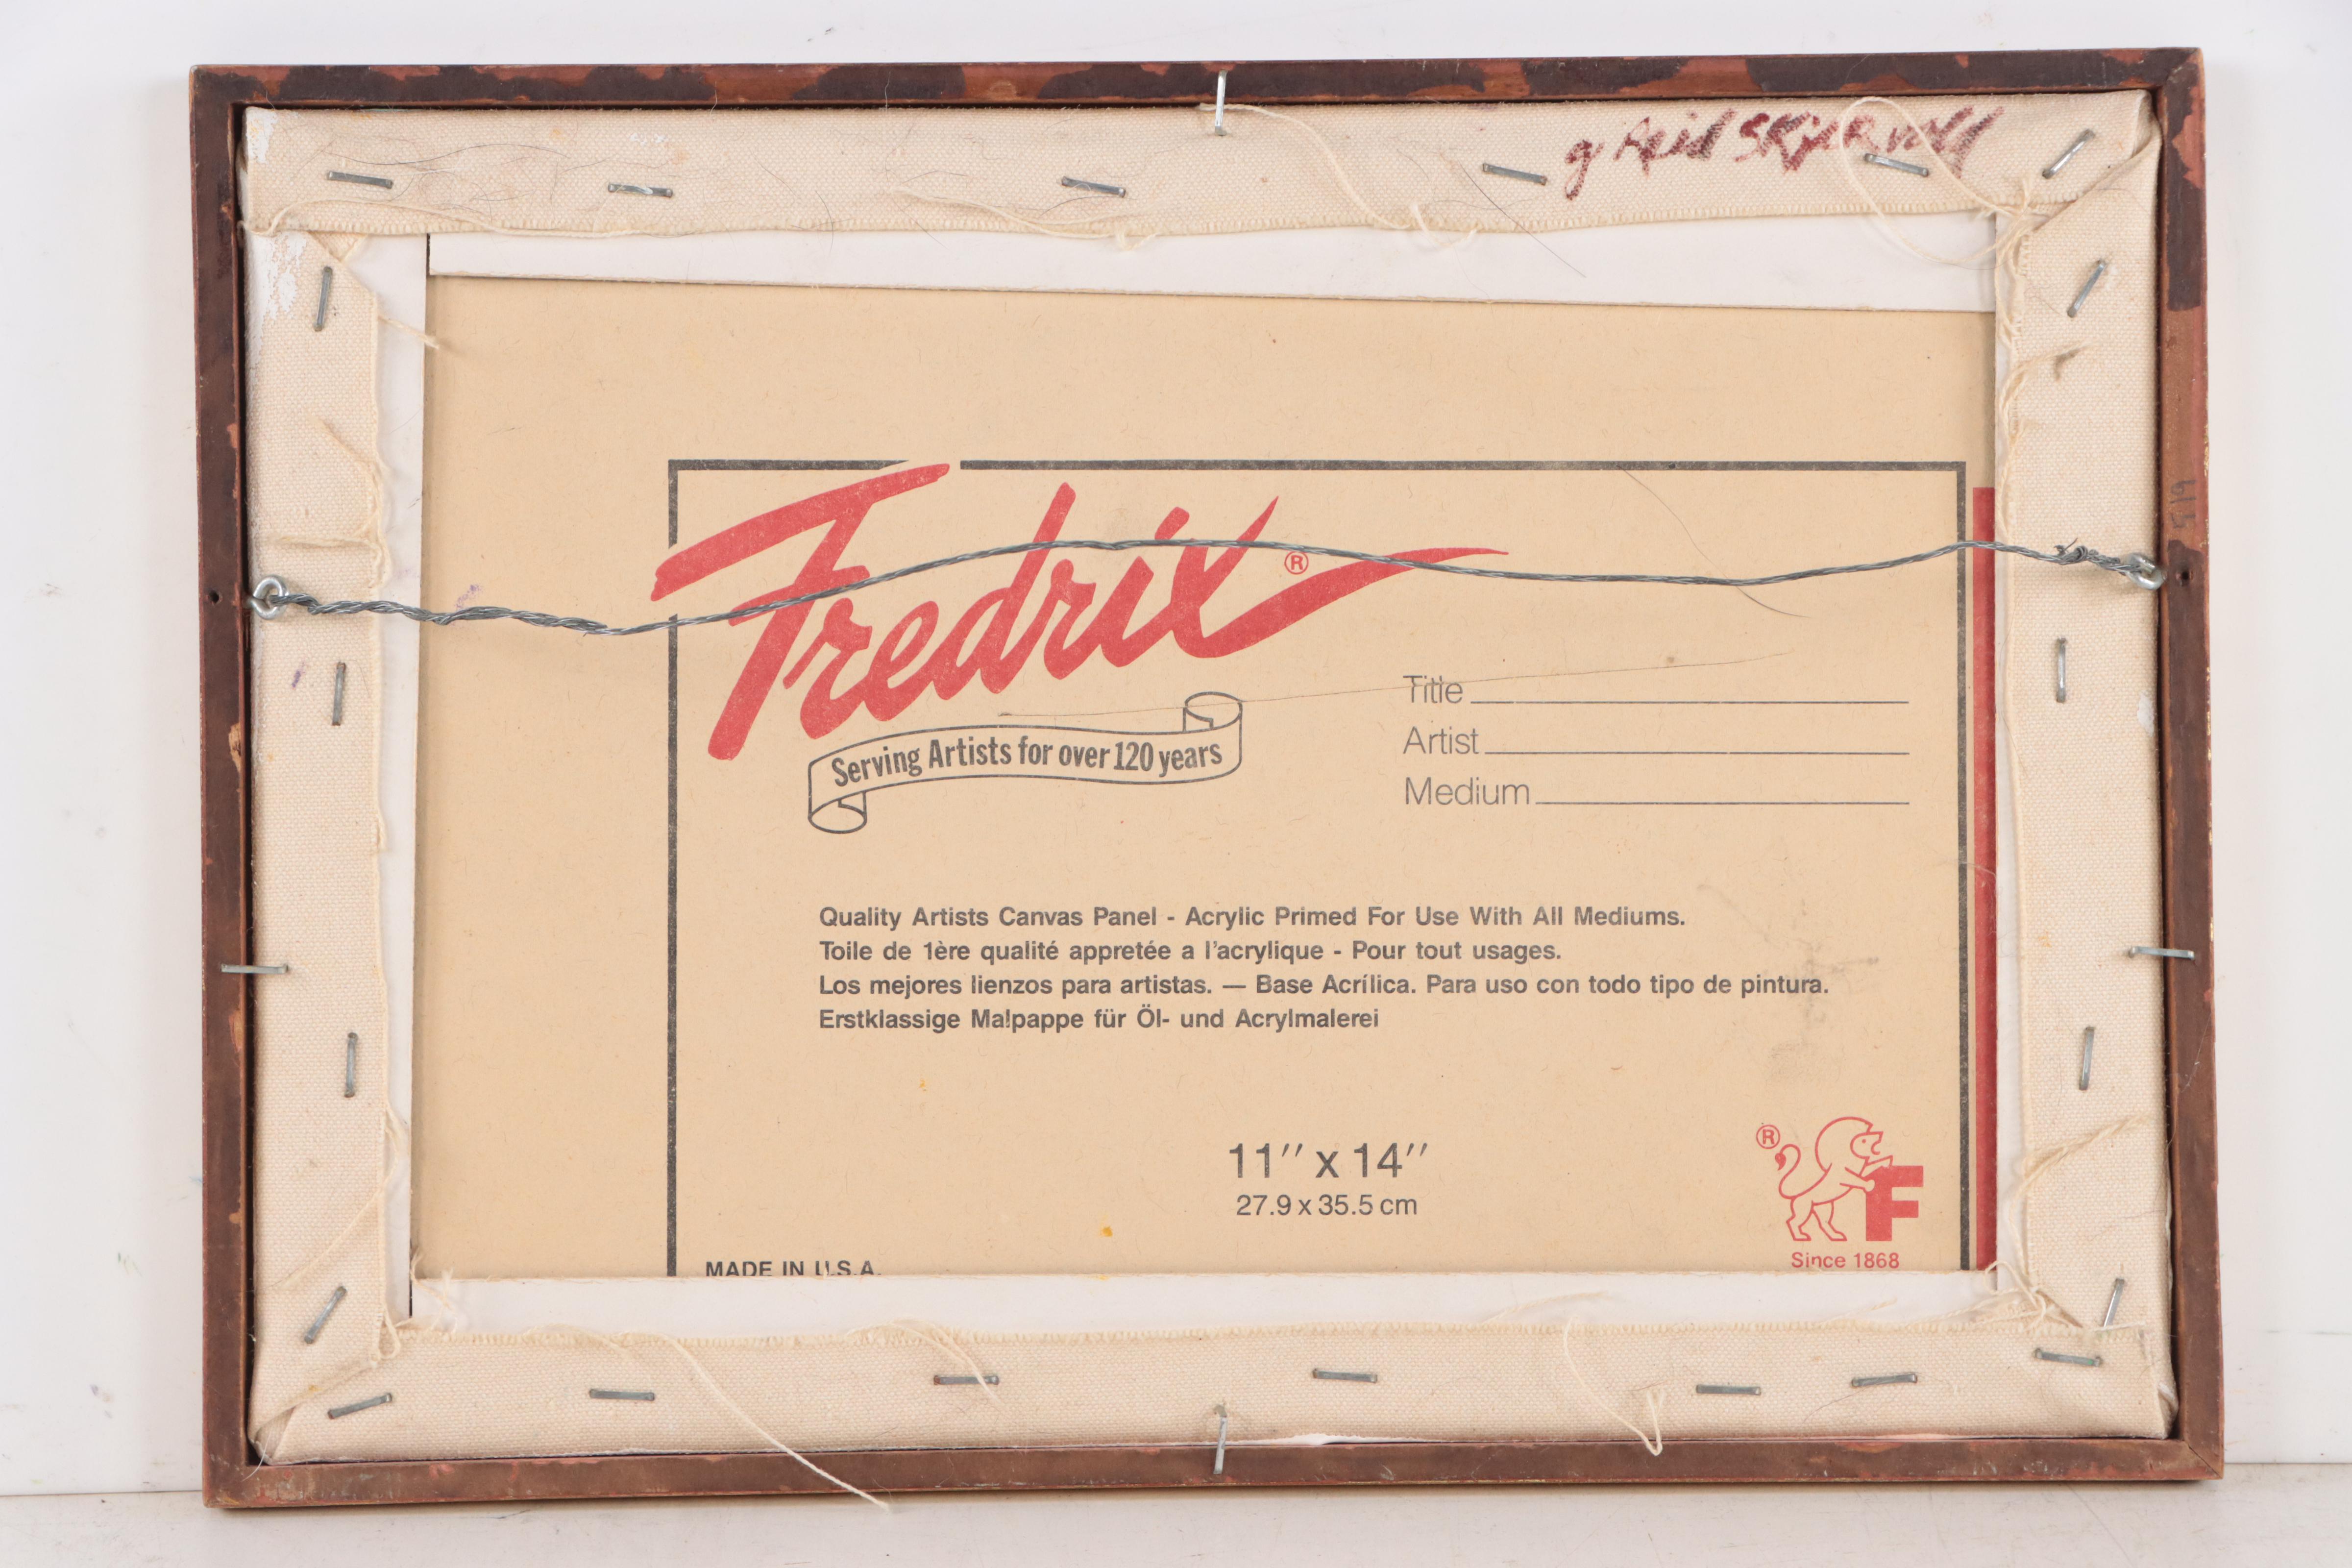 Fredrix ®
Serving Artists for over 120 years
Title
Artist
Medium
Quality Artists Canvas Panel - Acrylic Primed For Use With All Mediums.
Toile de 1ère qualité appretée a l'acrylique - Pour tout usages.
Los mejores lienzos para artistas. — Base Acrílica. Para uso con todo tipo de pintura.
Erstklassige Malpappe für Öl- und Acrylmalerei
11" x 14"
27.9 x 35.5 cm
® F
Since 1868
MADE IN U.S.A.